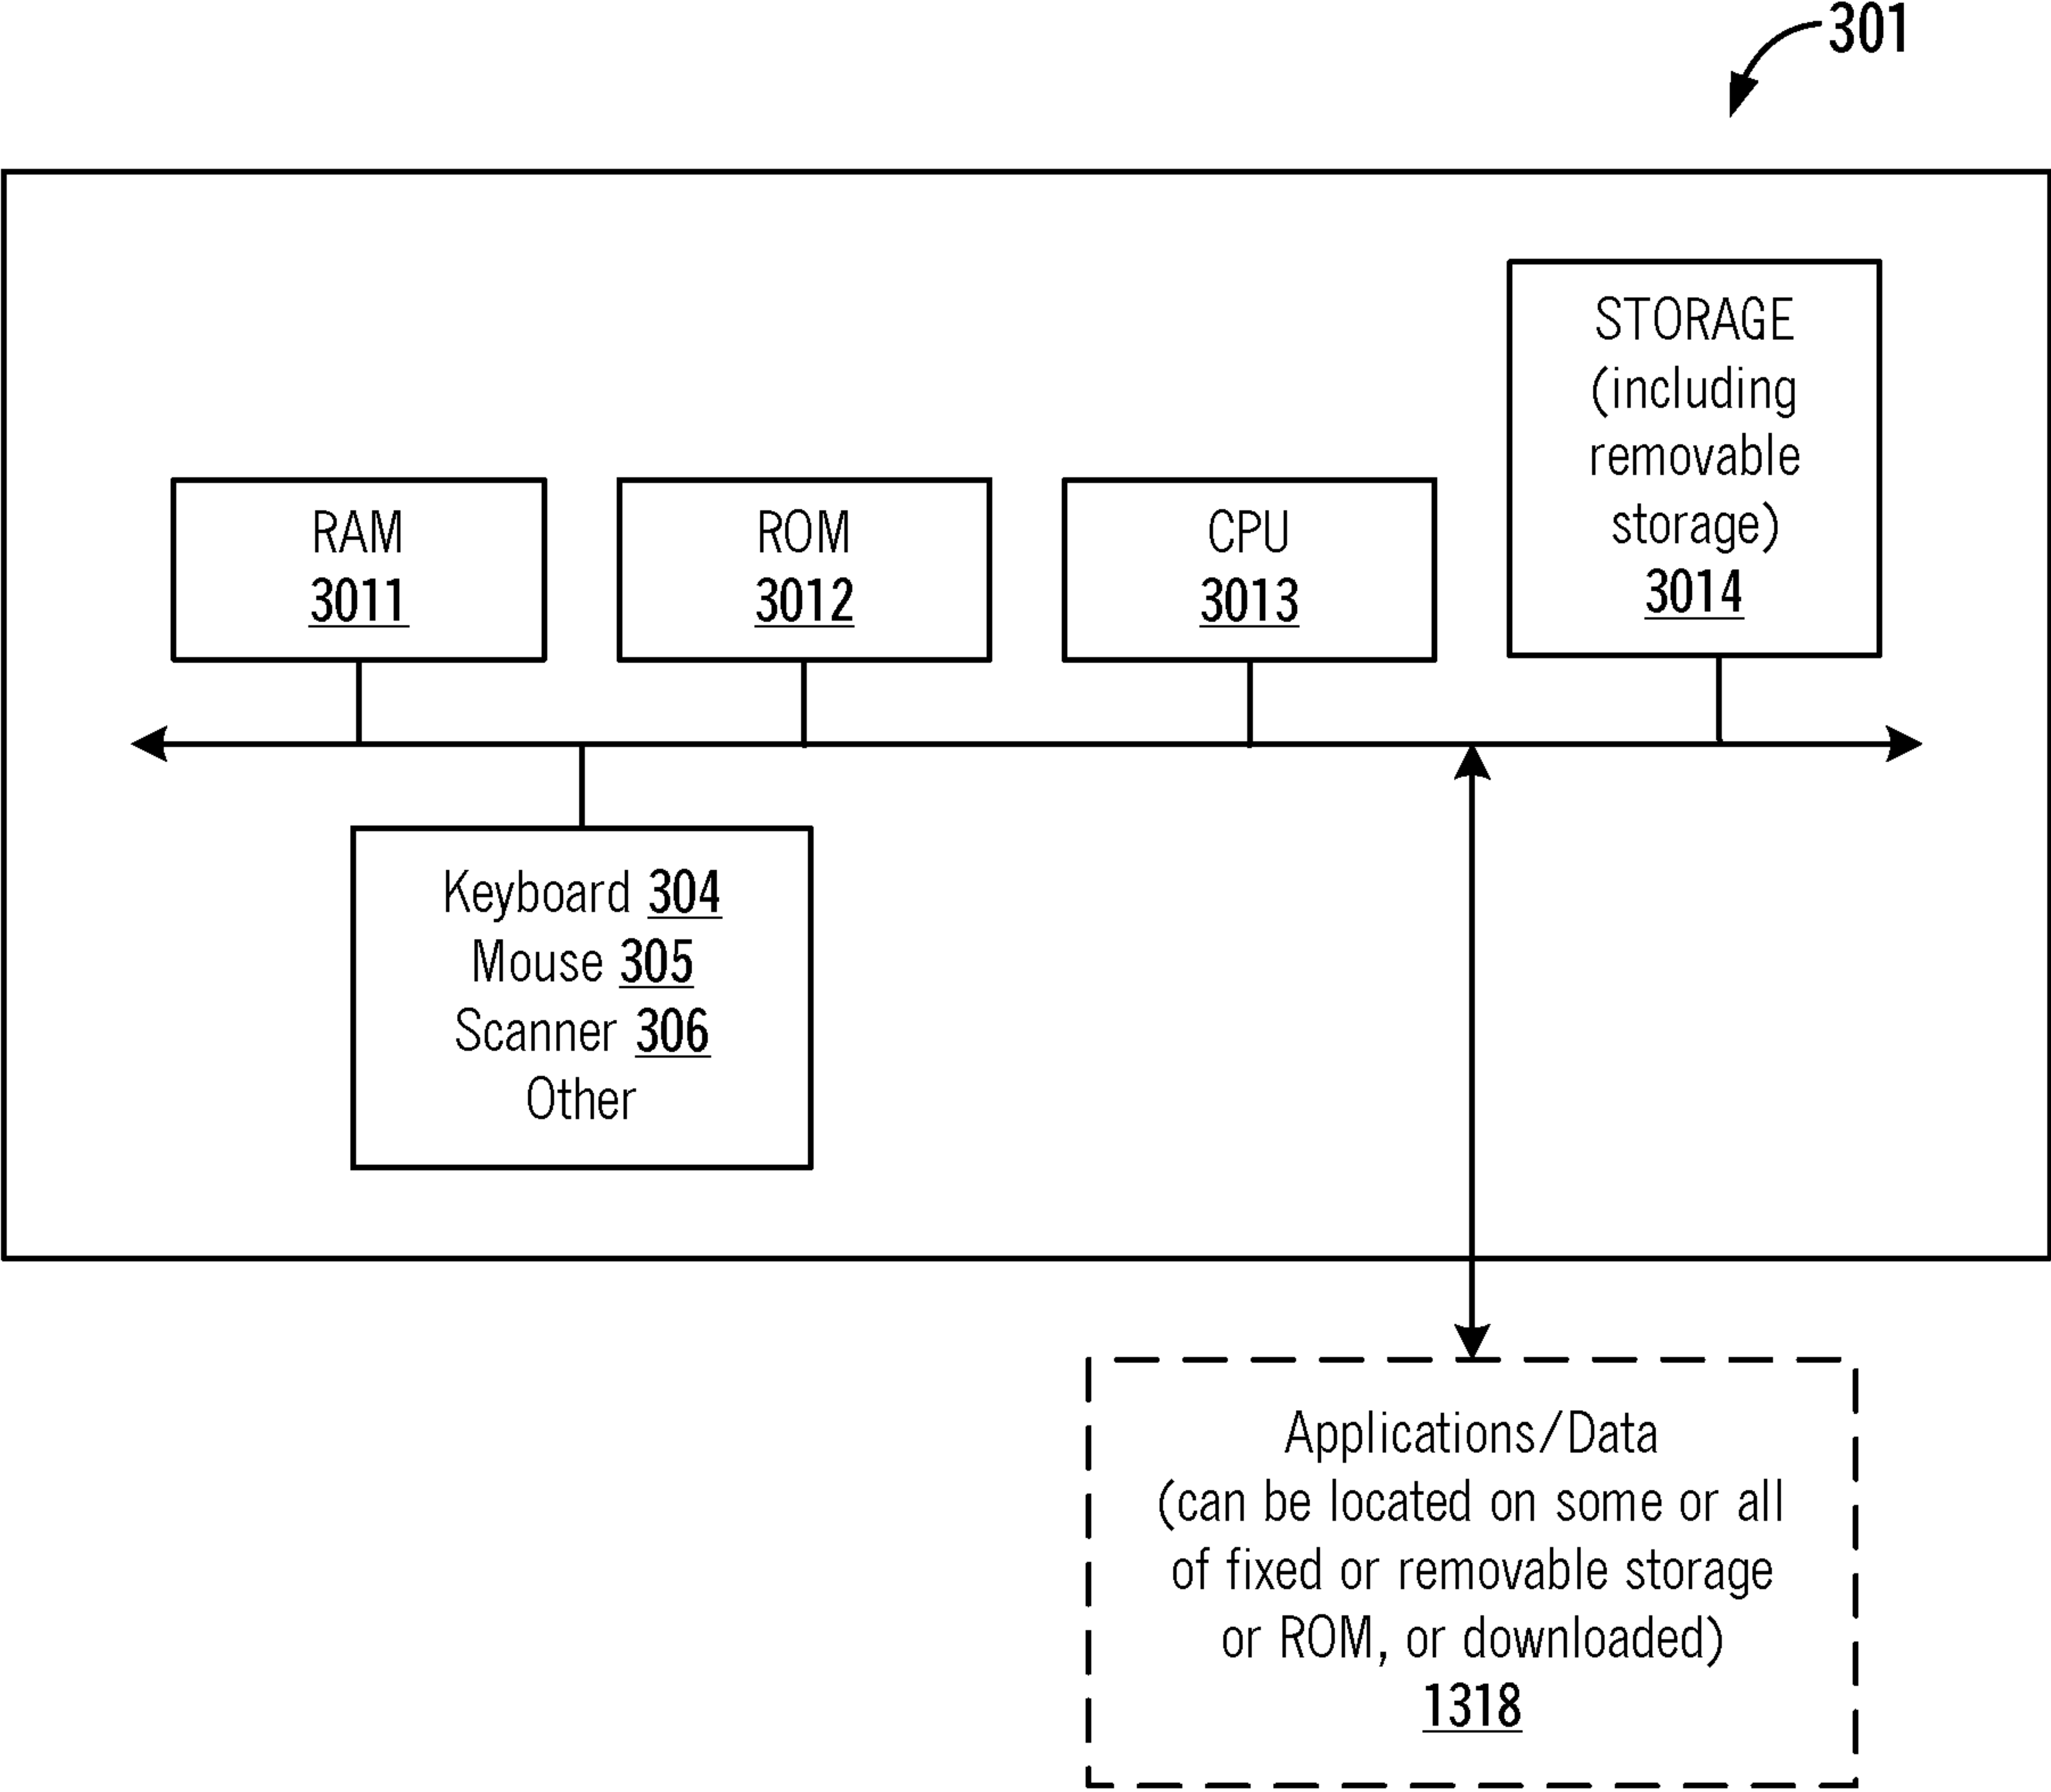 301
RAM
3011
ROM
3012
CPU
3013
STORAGE
(including
removable
storage)
3014
Keyboard 304
Mouse 305
Scanner 306
Other
Applications/Data
(can be located on some or all
of fixed or removable storage
or ROM, or downloaded)
1318